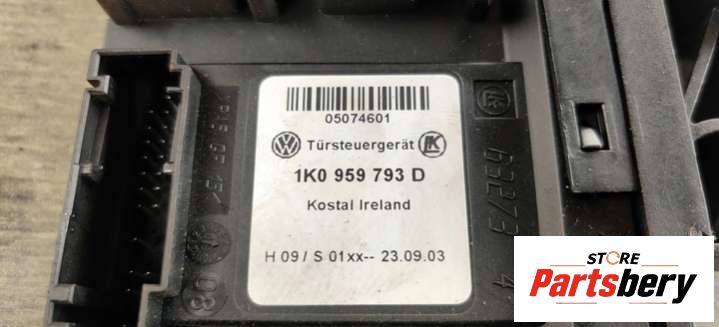 05074601
Türsteuergerät
1K0 959 793 D
Kostal Ireland
H 09 / S 01xx-- 23.09.03
STORE
Partsbery